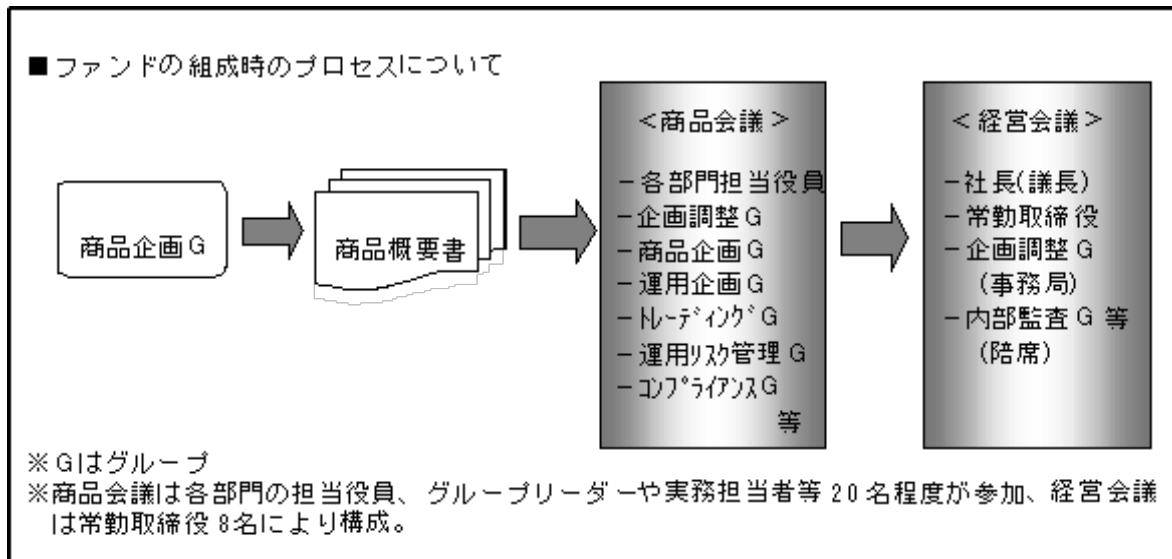 ■ファンドの組成時のプロセスについて
商品企画G
商品概要書
＜商品会議＞
－各部門担当役員
－企画調整G
－商品企画G
－運用企画G
－ﾄﾚｰﾃﾞｨﾝｸﾞG
－運用ﾘｽｸ管理G
－ｺﾝﾌﾟﾗｲｱﾝｽG
等
＜経営会議＞
－社長(議長)
－常勤取締役
－企画調整G
(事務局)
－内部監査G 等
(陪席)
※Gはグループ
※商品会議は各部門の担当役員、グループリーダーや実務担当者等20名程度が参加、経営会議
は常勤取締役8名により構成。